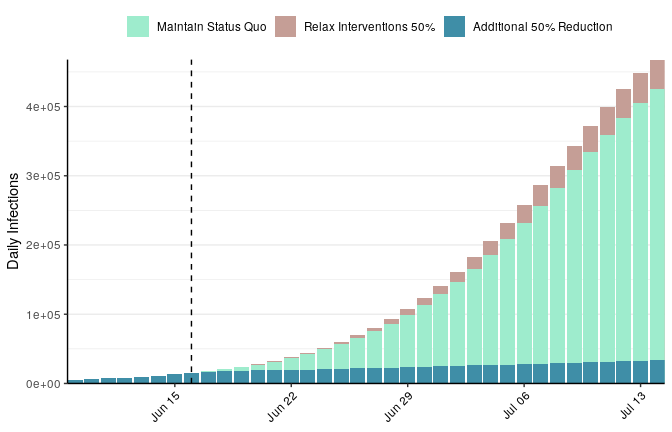 Maintain Status Quo Relax Interventions 50% Additional 50% Reduction
Daily Infections
4e+05
3e+05
2e+05
1e+05
0e+00
Jun 15 Jun 22 Jun 29 Jul 06 Jul 13